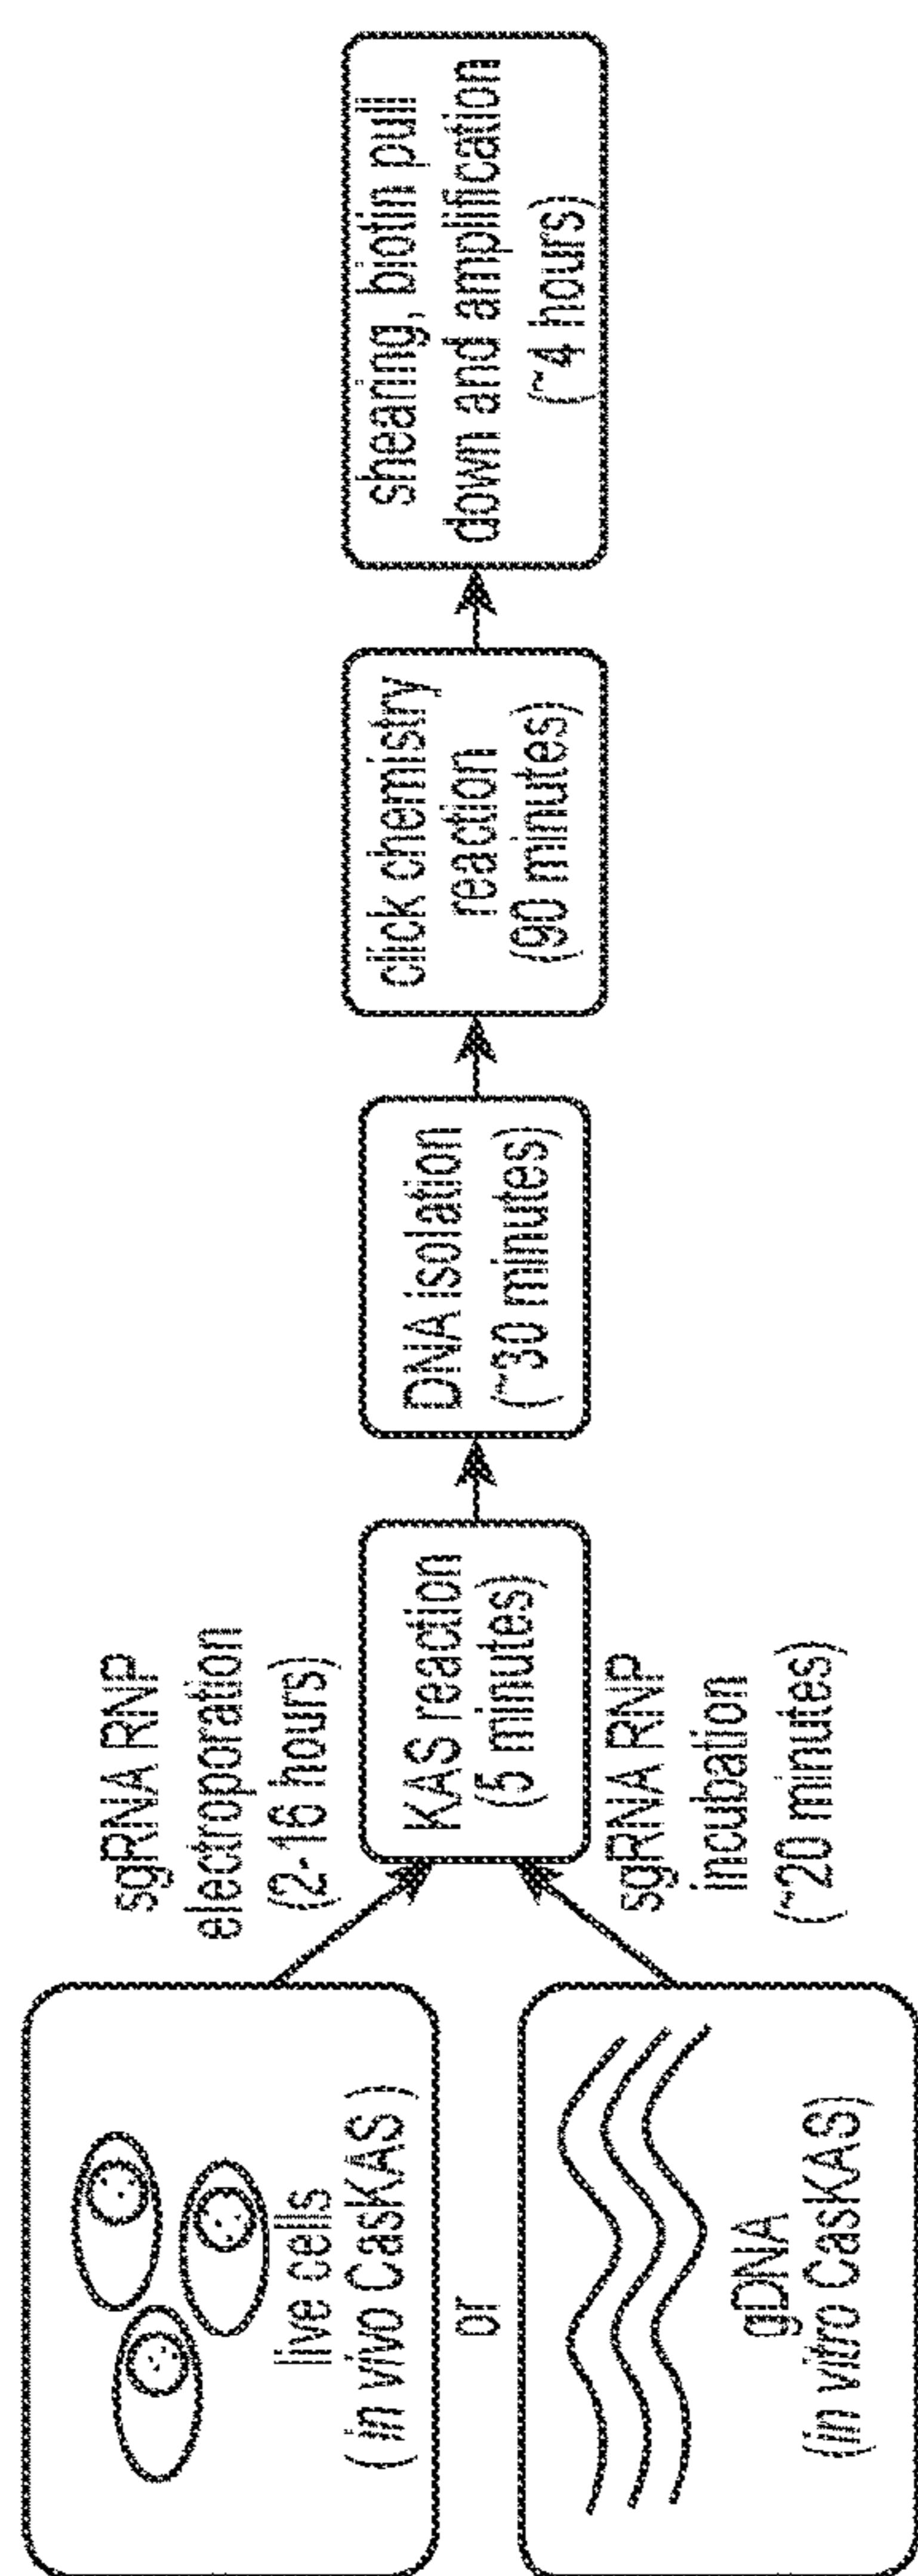 live cells
( in vivo CasKAS )
or
gDNA
(in vitro CasKAS)
sgRNA RNP
electroporation
(2-16 hours)
sgRNA RNP
incubation
(~20 minutes)
KAS reaction
(5 minutes)
DNA isolation
(~30 minutes)
click chemistry
reaction
(90 minutes)
shearing, biotin pull
down and amplification
(~4 hours)